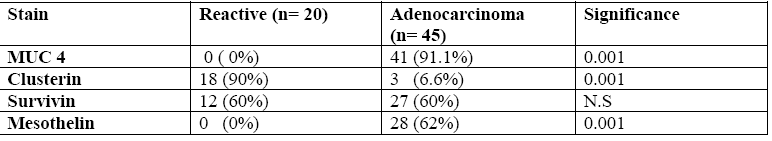 Stain Reactive (n= 20) Adenocarcinoma Significance
(n= 45)
MUC 4 0 ( 0%) 41 (91.1%) 0.001
Clusterin 18 (90%) 3 (6.6%) 0.001
Survivin 12 (60%) 27 (60%) N.S
Mesothelin 0 (0%) 28 (62%) 0.001